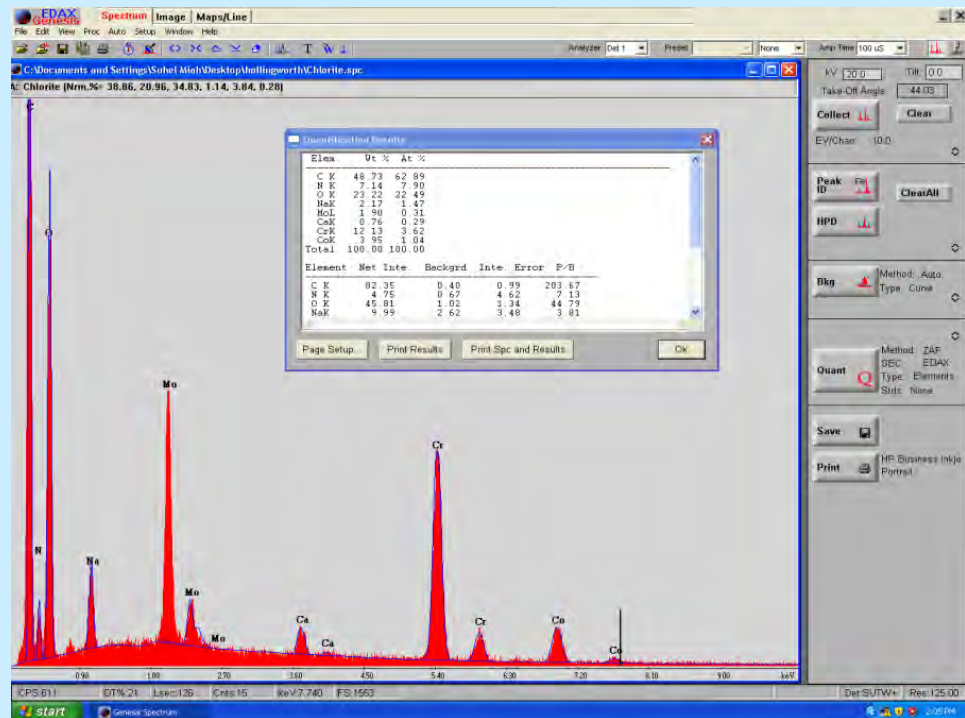 EDAX Genesis Spectrum Image Maps/Line
File Edit View Proc Auto Setup Window Help
Analyzer Det 1 Preset None Amp Time 100 uS
C:\Documents and Settings\Sohel Miah\Desktop\hollingworth\Chlorite.spc
A: Chlorite (Nrm.%= 38.86, 20.96, 34.83, 1.14, 3.84, 0.28)
Quantification Results
Elem Wt % At %
C K 48.73 62.89
N K 7.14 7.90
O K 23.22 22.49
NaK 2.17 1.47
MoL 1.90 0.31
CaK 0.76 0.29
CrK 12.13 3.62
CoK 3.95 1.04
Total 100.00 100.00
Element Net Inte. Backgrd Inte. Error P/B
C K 82.35 0.40 0.99 203.67
N K 4.75 0.67 4.62 7.13
O K 45.81 1.02 1.34 44.79
NaK 9.99 2.62 3.48 3.81
Page Setup... Print Results Print Spc and Results Ok
C
O
N
Na
Mo
Mo
Mo
Ca
Ca
Cr
Cr
Co
Co
0.90 1.80 2.70 3.60 4.50 5.40 6.30 7.20 8.10 9.00 keV
CPS:611 DT%:21 Lsec:126 Cnts:15 keV:7.740 FS:1553 Det:SUTW+ Res:125.00
kV 20.0 Tilt: 0.0
Take-Off Angle 44.03
Collect Clear
EV/Chan: 10.0
Peak ID Fe ClearAll
HPD
Bkg Method: Auto
Type: Curve
Quant Q
Method: ZAF
SEC: EDAX
Type: Elements
Stds: None
Save
Print HP Business Inkje
Portrait
start Genesis Spectrum 2:05 PM